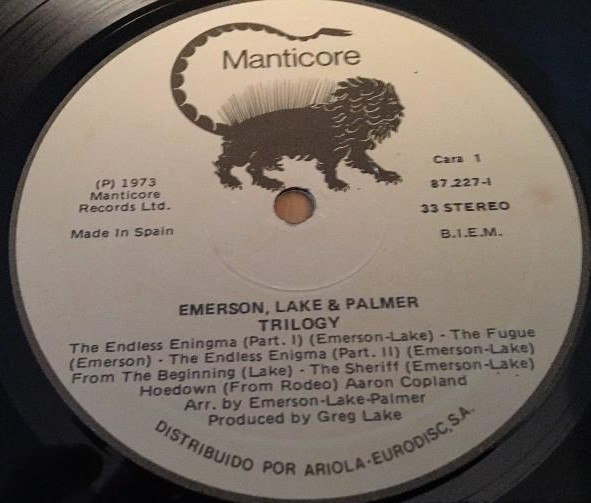 Manticore
(P) 1973
Manticore
Records Ltd.
Made In Spain
Cara 1
87.227-I
33 STEREO
B.I.E.M.
EMERSON, LAKE & PALMER
TRILOGY
The Endless Eningma (Part. I) (Emerson-Lake) - The Fugue
(Emerson) - The Endless Enigma (Part. II) (Emerson-Lake)
From The Beginning (Lake) - The Sheriff (Emerson-Lake)
Hoedown (From Rodeo) Aaron Copland
Arr. by Emerson-Lake-Palmer
Produced by Greg Lake
DISTRIBUIDO POR ARIOLA-EURODISC, S.A.